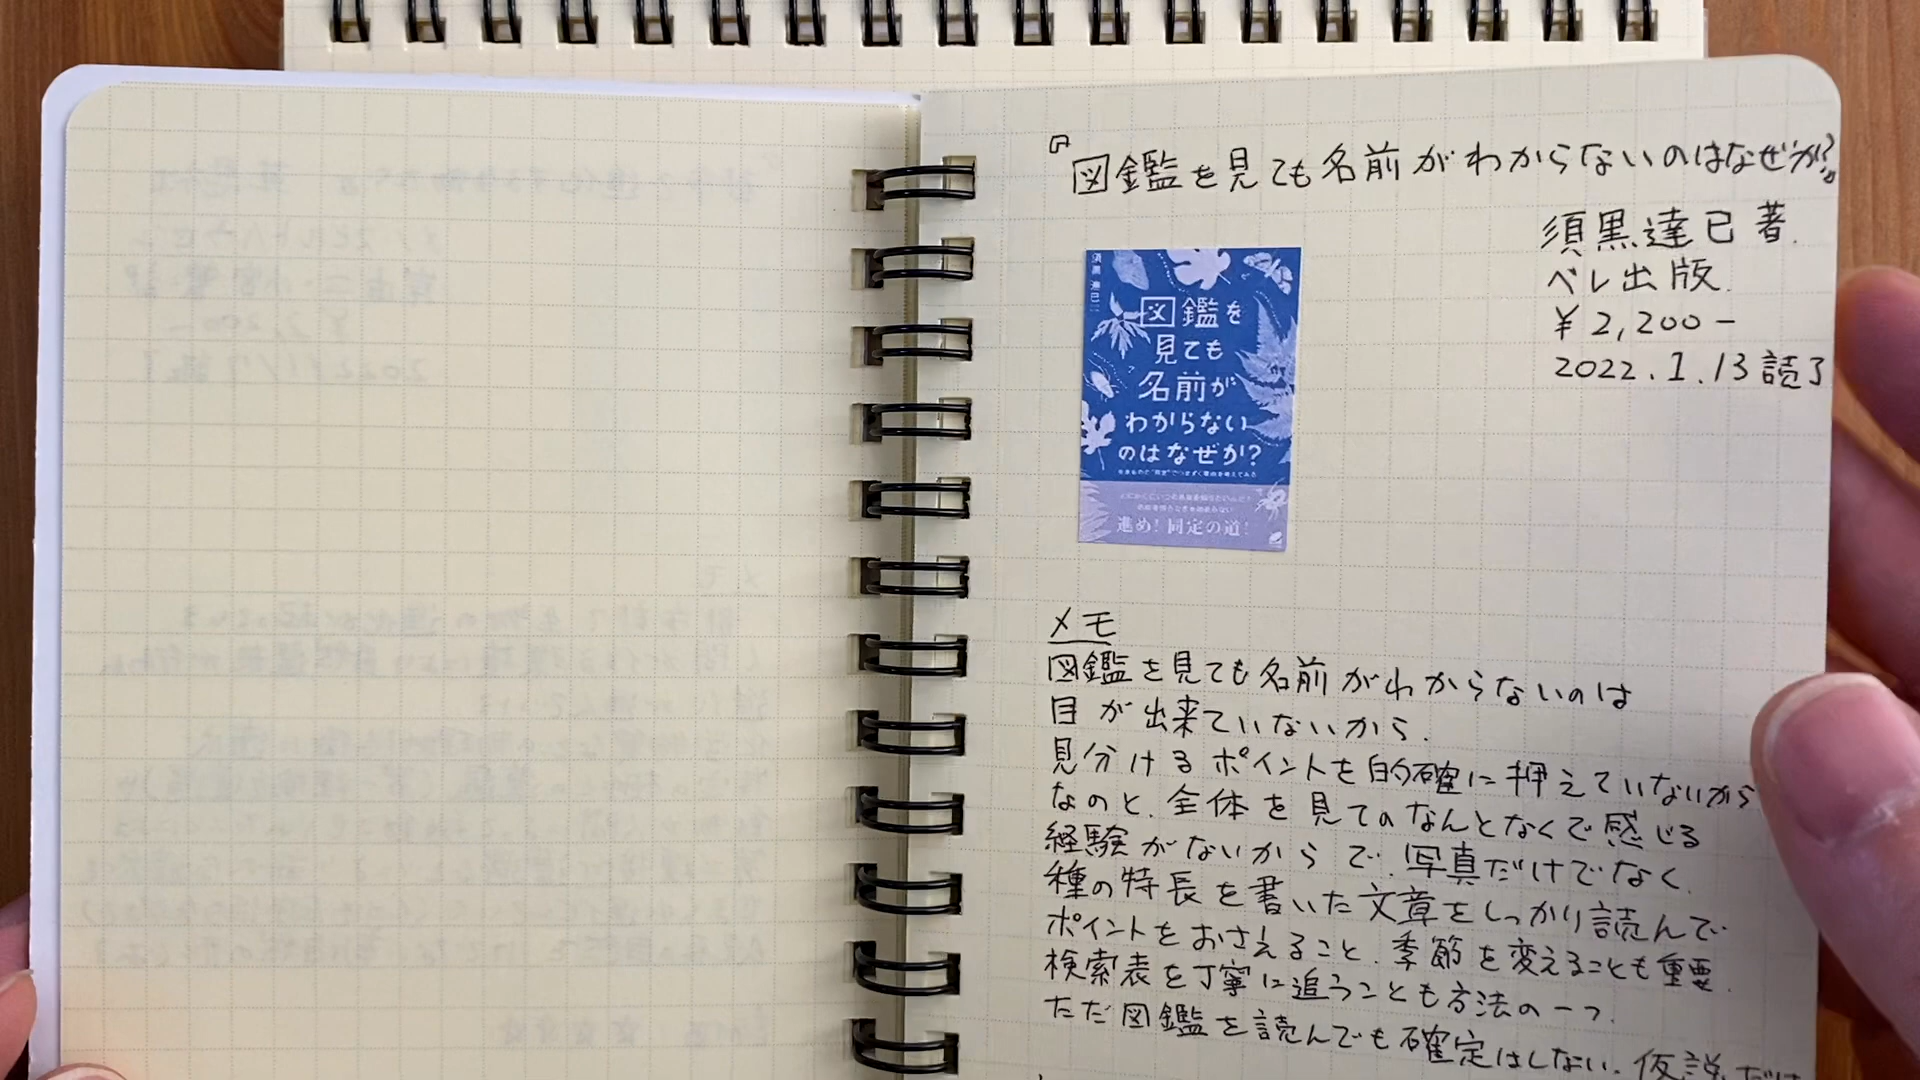 『図鑑を見ても名前がわからないのはなぜか?』
須黒達巳著.
ベレ出版.
¥2,200-
2022.1.13読了
須黒達巳
図鑑を
見ても
名前が
わからない
のはなぜか?
進め!同定の道!
メモ
図鑑を見ても名前がわからないのは
目が出来ていないから.
見分けるポイントを的確に押えていないから
なのと、全体を見てのなんとなくで感じる
経験がないからで、写真だけでなく、
種の特長を書いた文章をしっかり読んで
ポイントをおさえること、季節を変えることも重要.
検索表を丁寧に追うことも方法の一つ.
ただ図鑑を読んでも確定はしない.仮説だけ